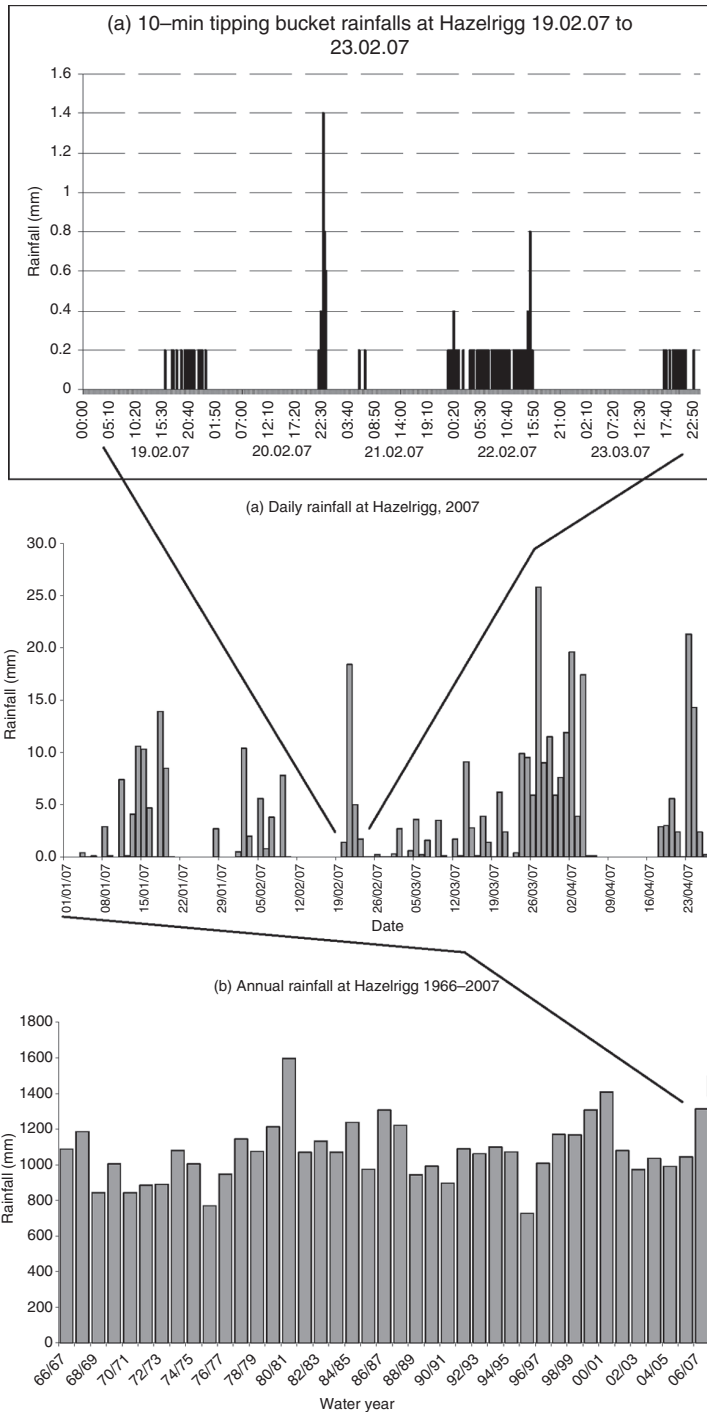 (a) 10–min tipping bucket rainfalls at Hazelrigg 19.02.07 to
23.02.07
1.6
1.4
1.2
1
0.8
0.6
0.4
0.2
0
Rainfall (mm)
00:00 05:10 10:20 15:30 20:40 01:50 07:00 12:10 17:20 22:30 03:40 08:50 14:00 19:10 00:20 05:30 10:40 15:50 21:00 02:10 07:20 12:30 17:40 22:50
19.02.07 20.02.07 21.02.07 22.02.07 23.03.07
(a) Daily rainfall at Hazelrigg, 2007
30.0
25.0
20.0
15.0
10.0
5.0
0.0
Rainfall (mm)
01/01/07 08/01/07 15/01/07 22/01/07 29/01/07 05/02/07 12/02/07 19/02/07 26/02/07 05/03/07 12/03/07 19/03/07 26/03/07 02/04/07 09/04/07 16/04/07 23/04/07
Date
(b) Annual rainfall at Hazelrigg 1966–2007
1800
1600
1400
1200
1000
800
600
400
200
0
Rainfall (mm)
66/67 68/69 70/71 72/73 74/75 76/77 78/79 80/81 82/83 84/85 86/87 88/89 90/91 92/93 94/95 96/97 98/99 00/01 02/03 04/05 06/07
Water year